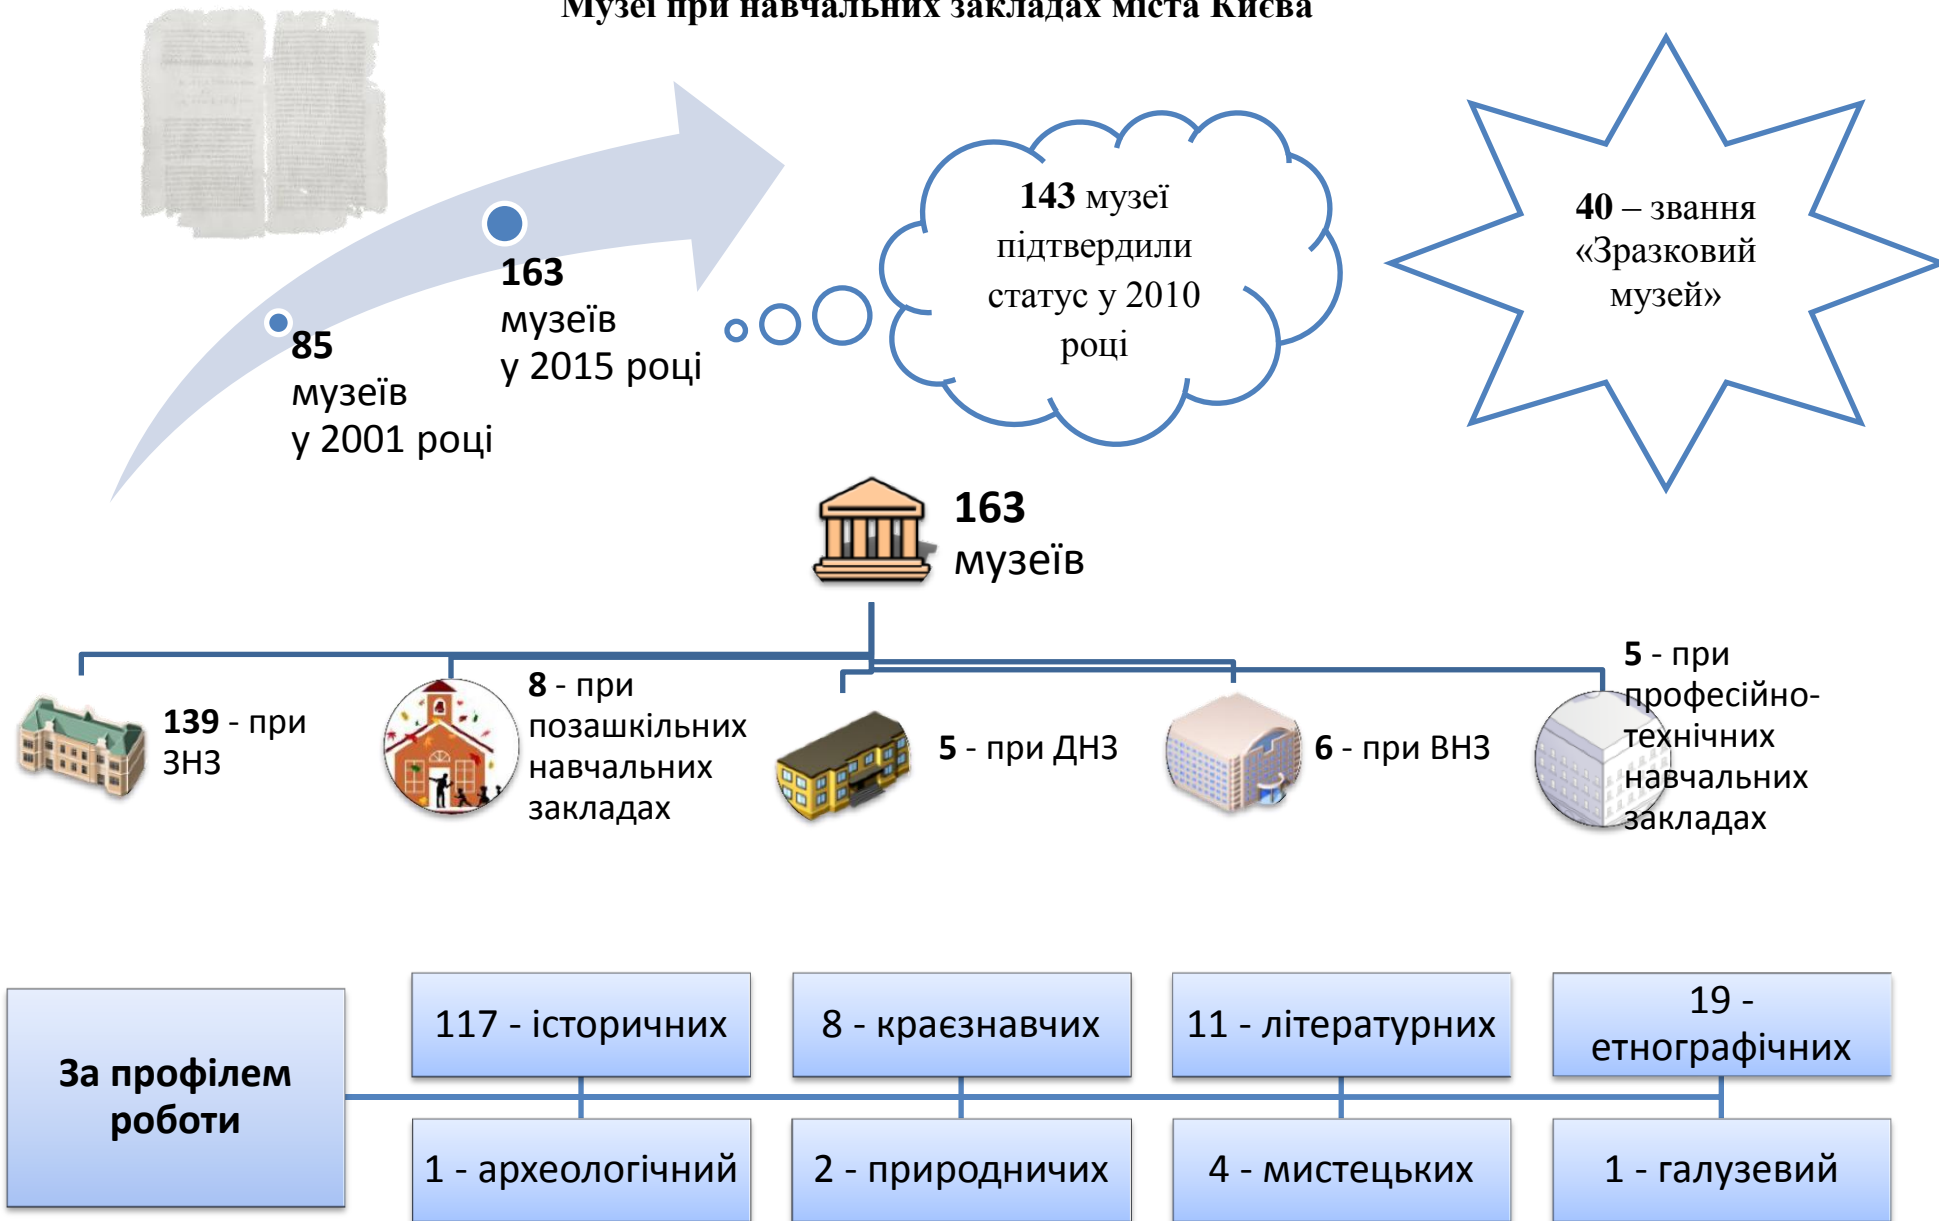 Музеї при навчальних закладах міста Києва
143 музеї
підтвердили
статус у 2010
році
40 – звання
«Зразковий
музей»
163
музеїв
у 2015 році
85
музеїв
у 2001 році
163
музеїв
139 - при
ЗНЗ
8 - при
позашкільних
навчальних
закладах
5 - при ДНЗ
6 - при ВНЗ
5 - при
професійно-
технічних
навчальних
закладах
За профілем
роботи
117 - історичних
8 - краєзнавчих
11 - літературних
19 -
етнографічних
1 - археологічний
2 - природничих
4 - мистецьких
1 - галузевий